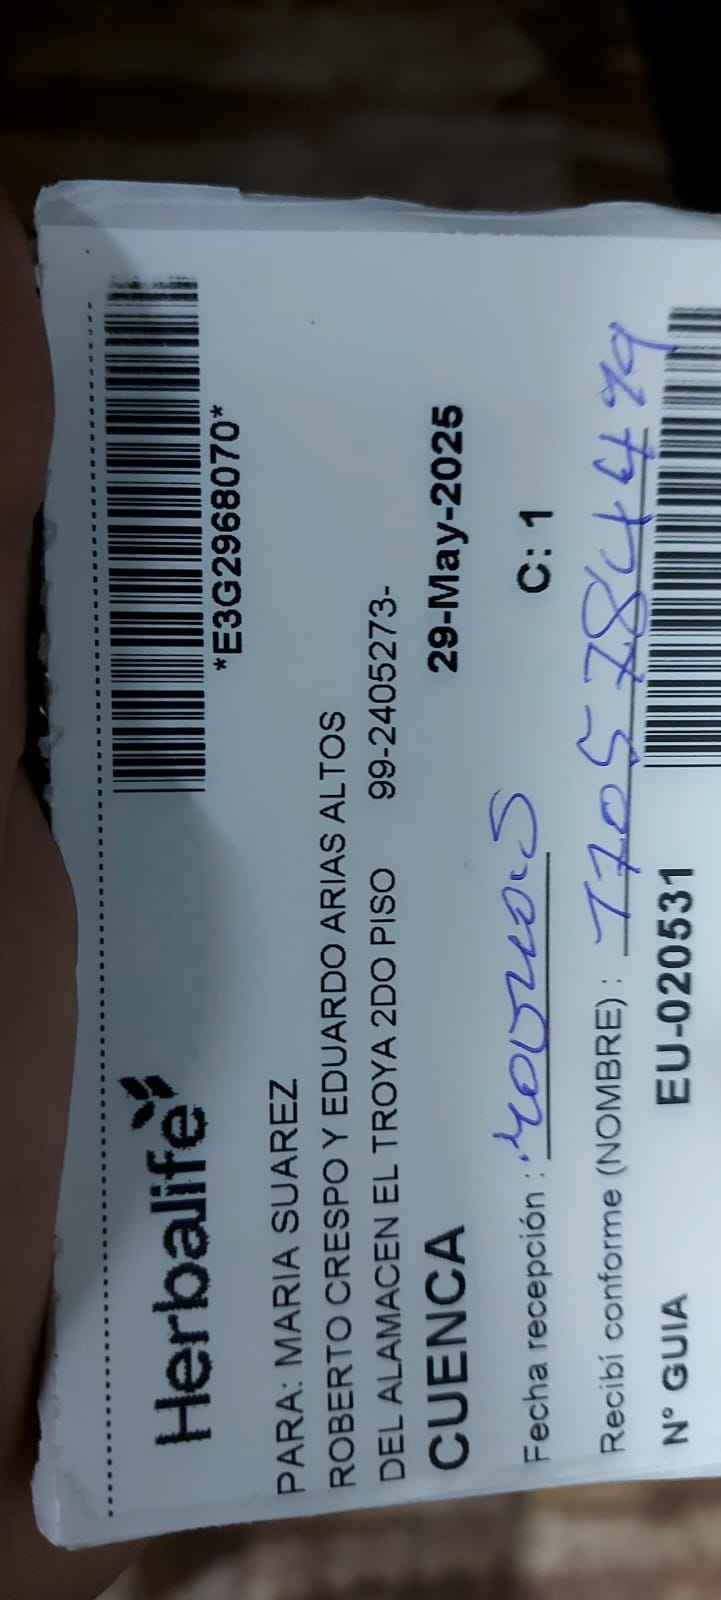 *E3G2968070*
Herbalife
PARA: MARIA SUAREZ
ROBERTO CRESPO Y EDUARDO ARIAS ALTOS
DEL ALAMACEN EL TROYA 2DO PISO 99-2405273-
CUENCA 29-May-2025
Fecha recepción : C: 1
Recibí conforme (NOMBRE) :
N° GUIA EU-020531